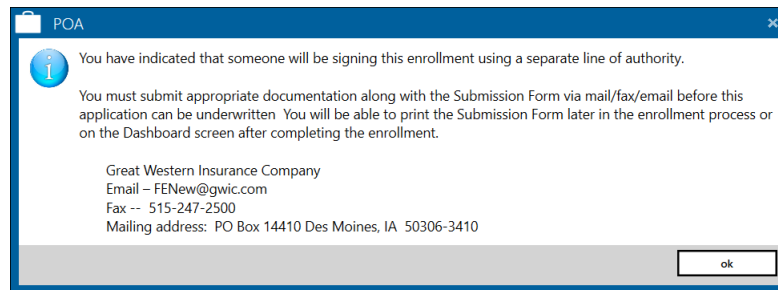 POA
You have indicated that someone will be signing this enrollment using a separate line of authority.
You must submit appropriate documentation along with the Submission Form via mail/fax/email before this
application can be underwritten  You will be able to print the Submission Form later in the enrollment process or
on the Dashboard screen after completing the enrollment.
Great Western Insurance Company
Email – FENew@gwic.com
Fax --  515-247-2500
Mailing address:  PO Box 14410 Des Moines, IA  50306-3410
ok